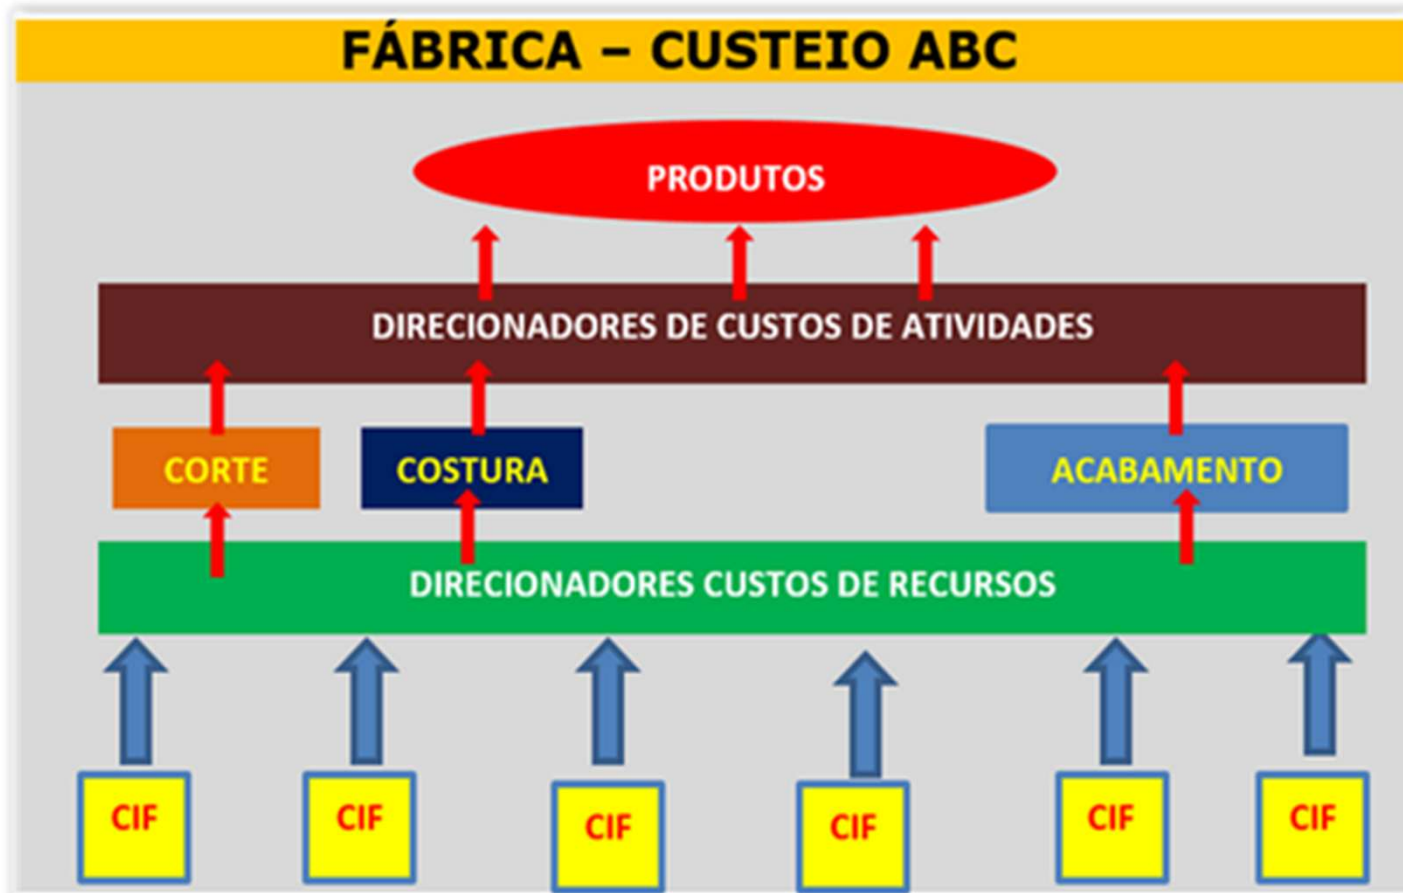 FÁBRICA – CUSTEIO ABC
PRODUTOS
DIRECIONADORES DE CUSTOS DE ATIVIDADES
CORTE
COSTURA
ACABAMENTO
DIRECIONADORES CUSTOS DE RECURSOS
CIF
CIF
CIF
CIF
CIF
CIF